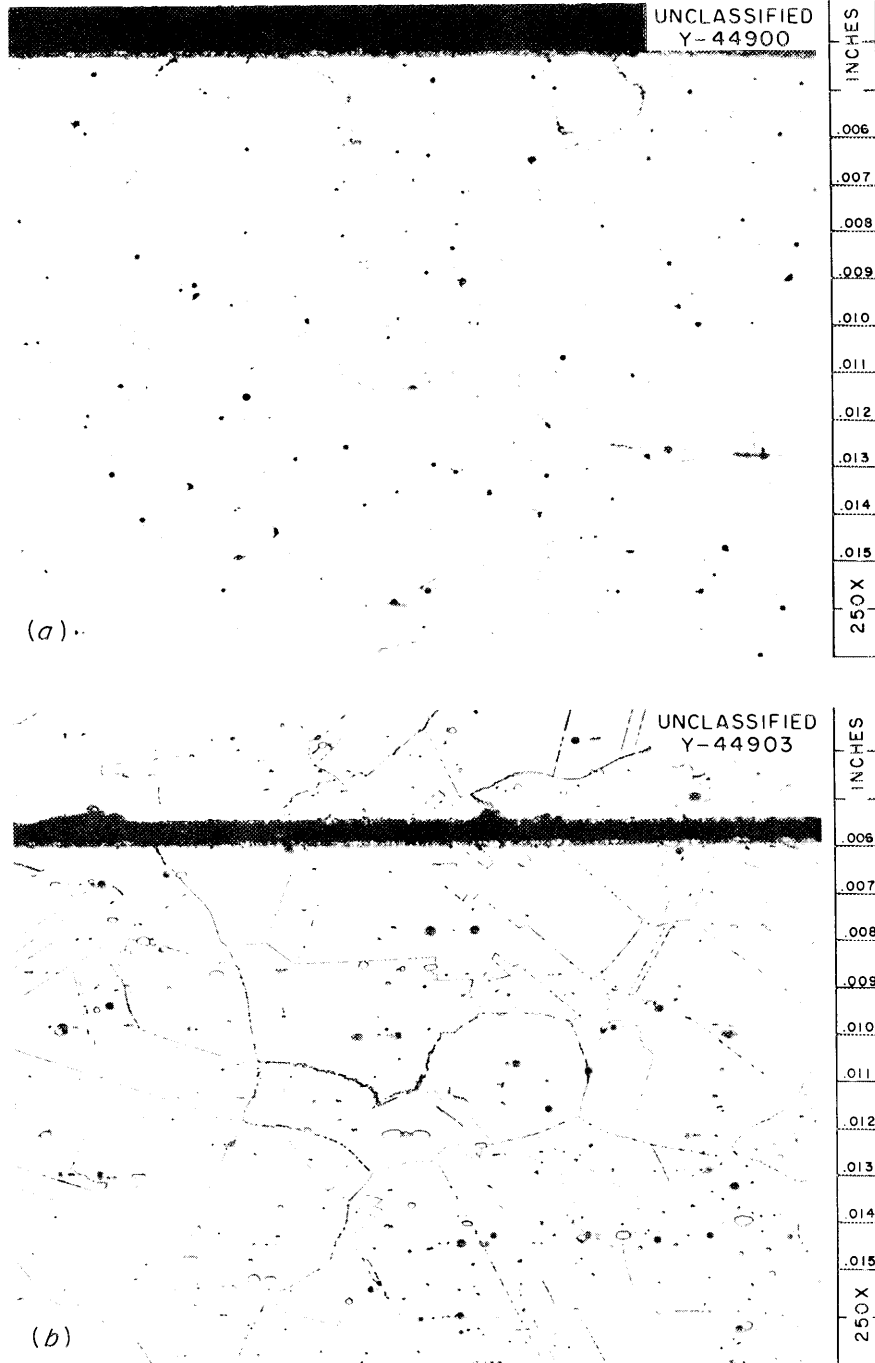 UNCLASSIFIED
Y-44900
INCHES
.006
.007
.008
.009
.010
.011
.012
.013
.014
.015
250X
(a)
UNCLASSIFIED
Y-44903
INCHES
.006
.007
.008
.009
.010
.011
.012
.013
.014
.015
250X
(b)